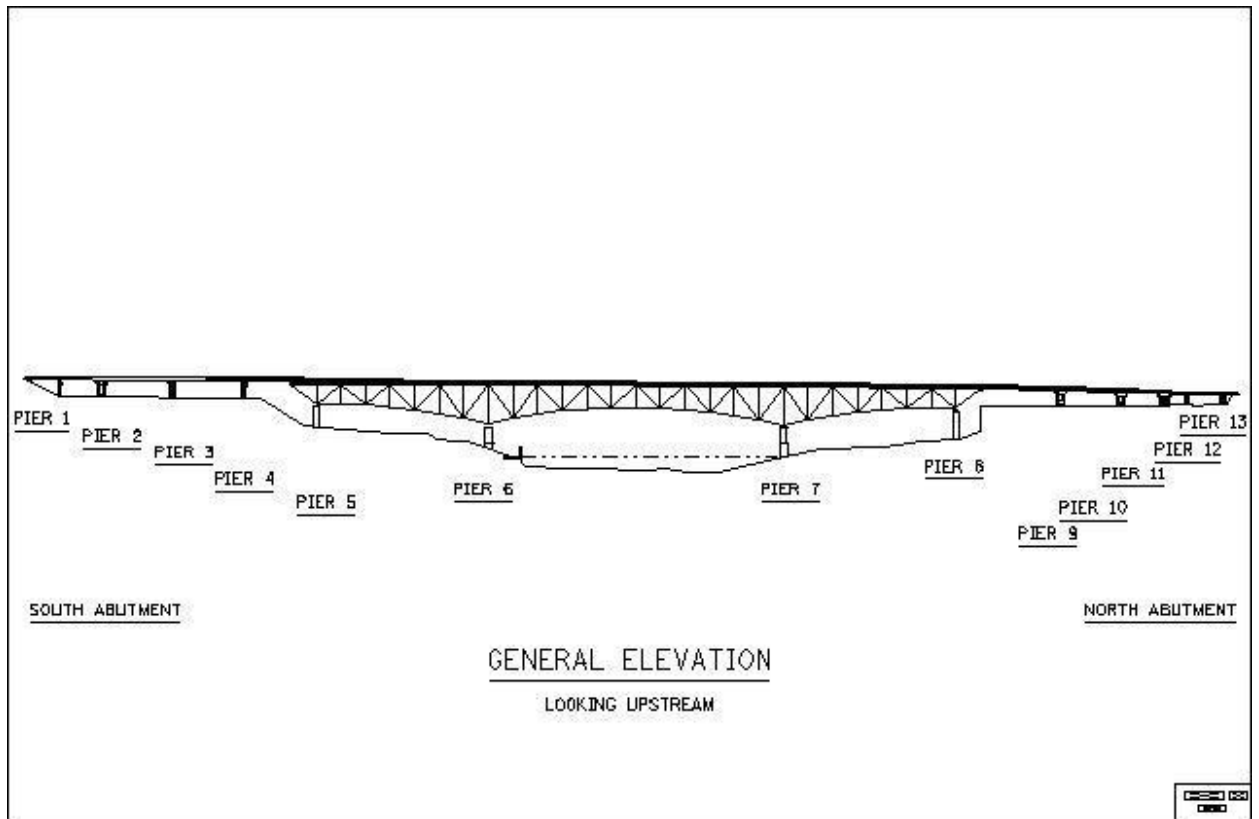 PIER 1
PIER 2
PIER 3
PIER 4
PIER 5
PIER 6
PIER 7
PIER 8
PIER 9
PIER 10
PIER 11
PIER 12
PIER 13
SOUTH ABUTMENT
NORTH ABUTMENT
GENERAL ELEVATION
LOOKING UPSTREAM